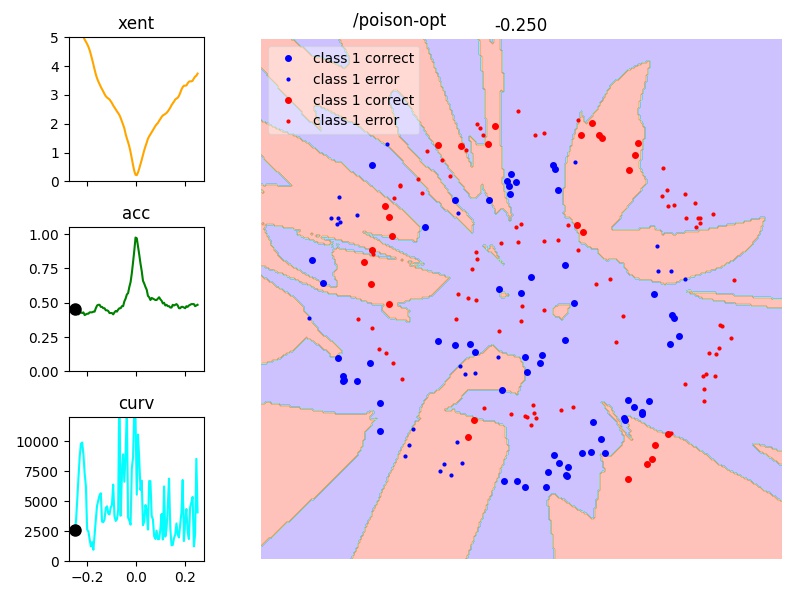 /poison-opt
-0.250
xent
5
4
3
2
1
0
acc
1.00
0.75
0.50
0.25
0.00
curv
10000
7500
5000
2500
0
−0.2 0.0 0.2
class 1 correct
class 1 error
class 1 correct
class 1 error